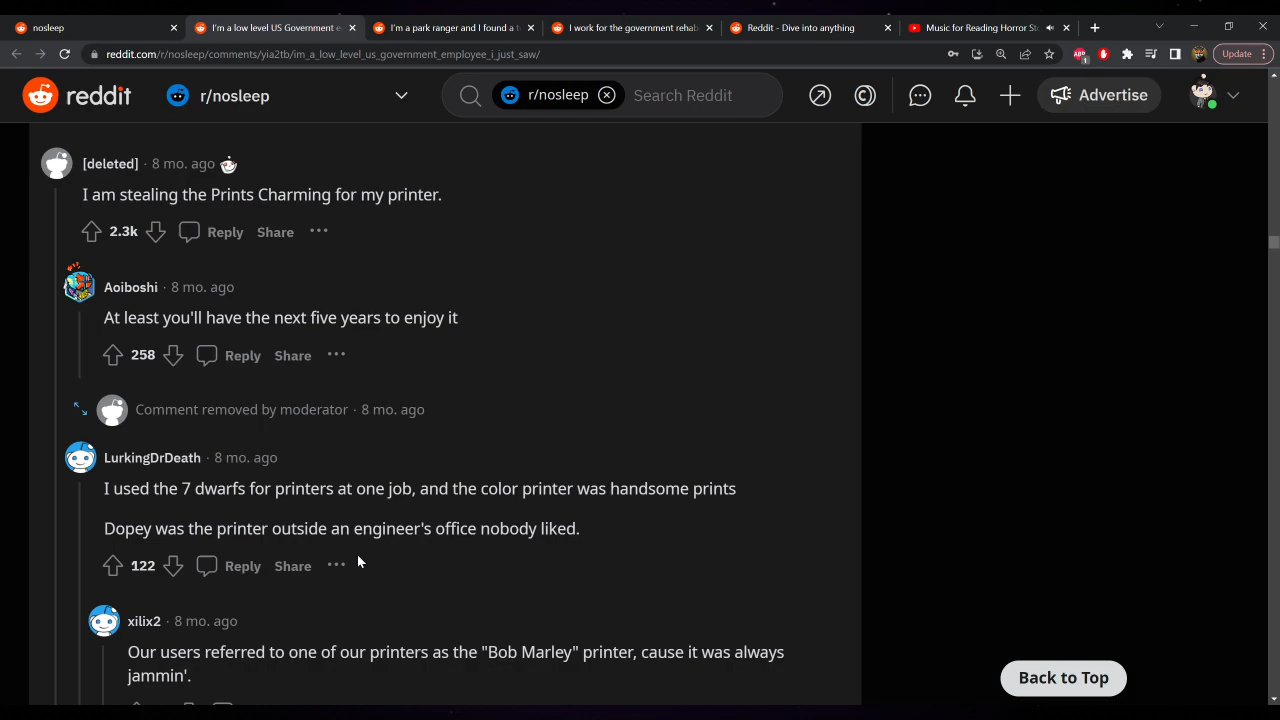 nosleep
I'm a low level US Government e
I'm a park ranger and I found a t
I work for the government rehab
Reddit - Dive into anything
Music for Reading Horror Sto
reddit.com/r/nosleep/comments/yia2tb/im_a_low_level_us_government_employee_i_just_saw/
1
Update
reddit
r/nosleep
r/nosleep
Search Reddit
Advertise
[deleted] · 8 mo. ago
I am stealing the Prints Charming for my printer.
2.3k Reply Share
Aoiboshi · 8 mo. ago
At least you'll have the next five years to enjoy it
258 Reply Share
Comment removed by moderator · 8 mo. ago
LurkingDrDeath · 8 mo. ago
I used the 7 dwarfs for printers at one job, and the color printer was handsome prints
Dopey was the printer outside an engineer's office nobody liked.
122 Reply Share
xilix2 · 8 mo. ago
Our users referred to one of our printers as the "Bob Marley" printer, cause it was always
jammin'.
Back to Top